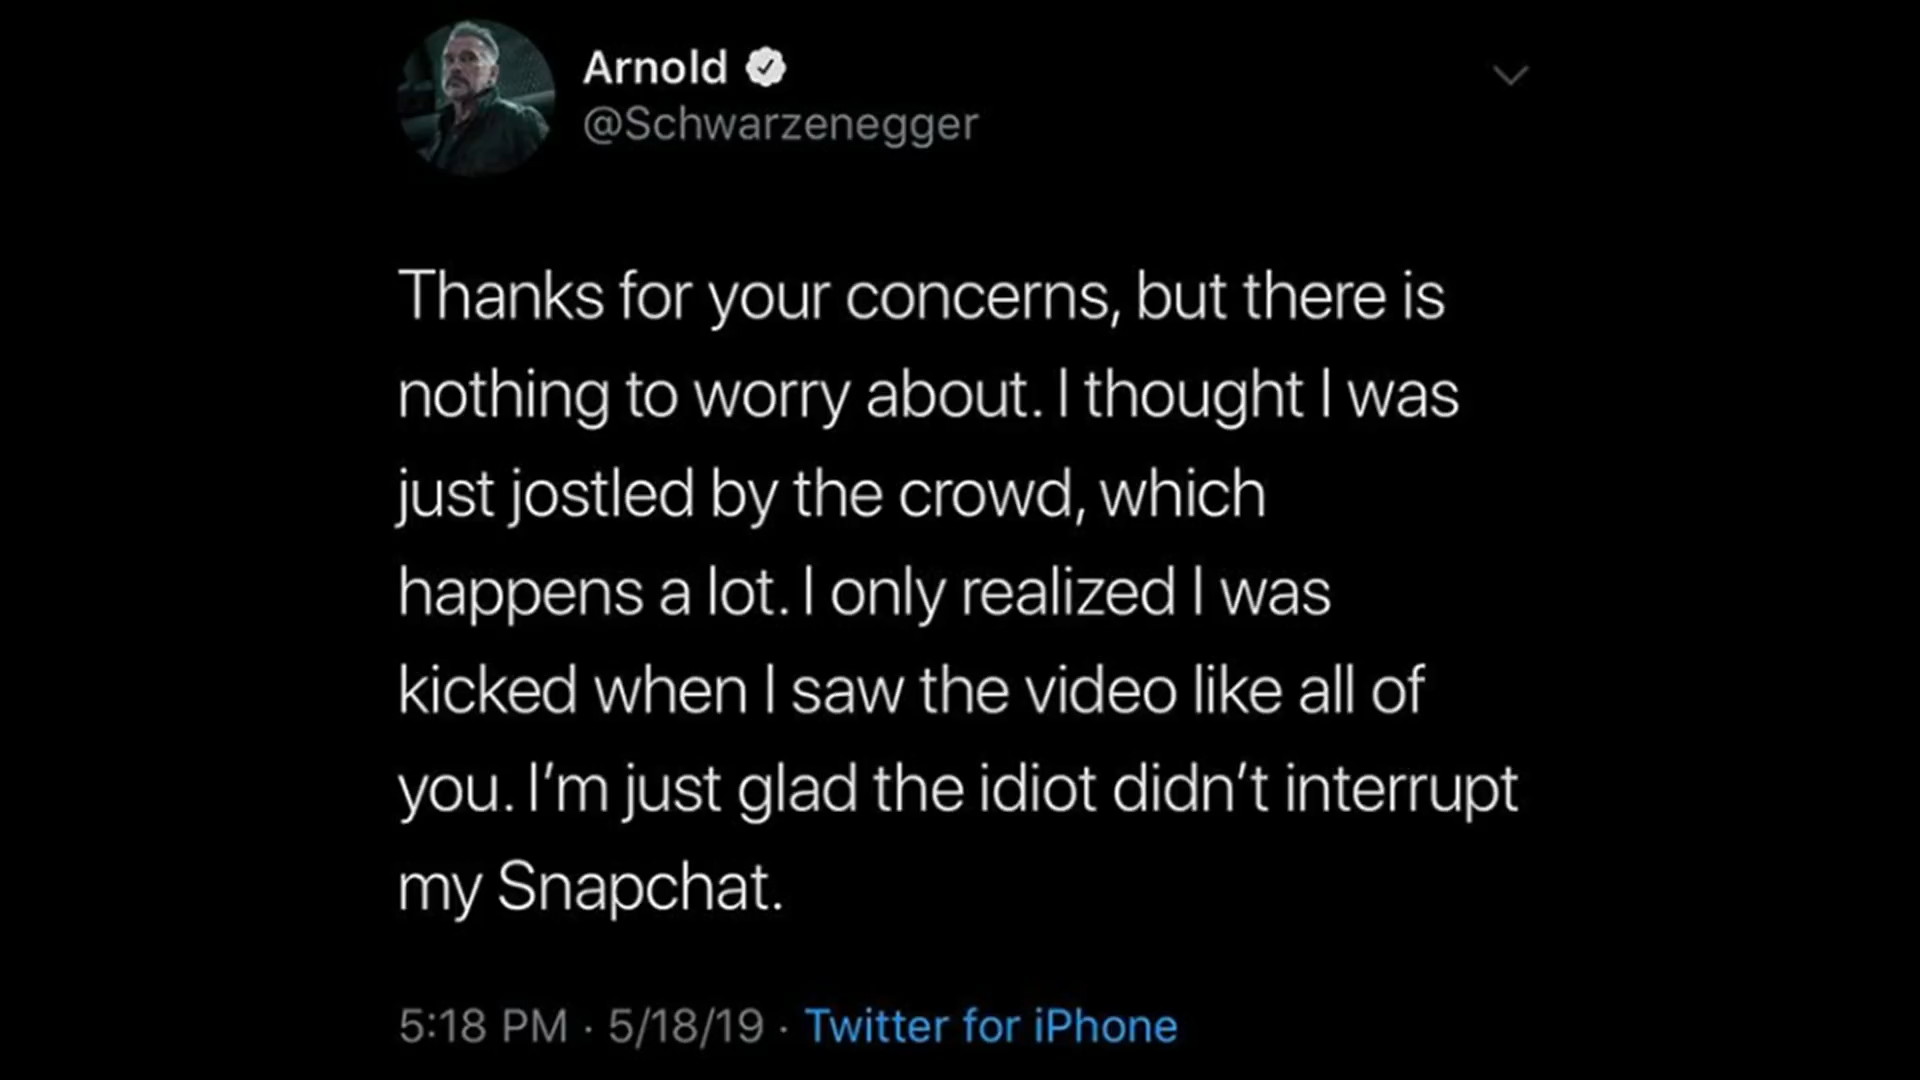 Arnold
@Schwarzenegger
Thanks for your concerns, but there is
nothing to worry about. I thought I was
just jostled by the crowd, which
happens a lot. I only realized I was
kicked when I saw the video like all of
you. I’m just glad the idiot didn’t interrupt
my Snapchat.
5:18 PM · 5/18/19 · Twitter for iPhone